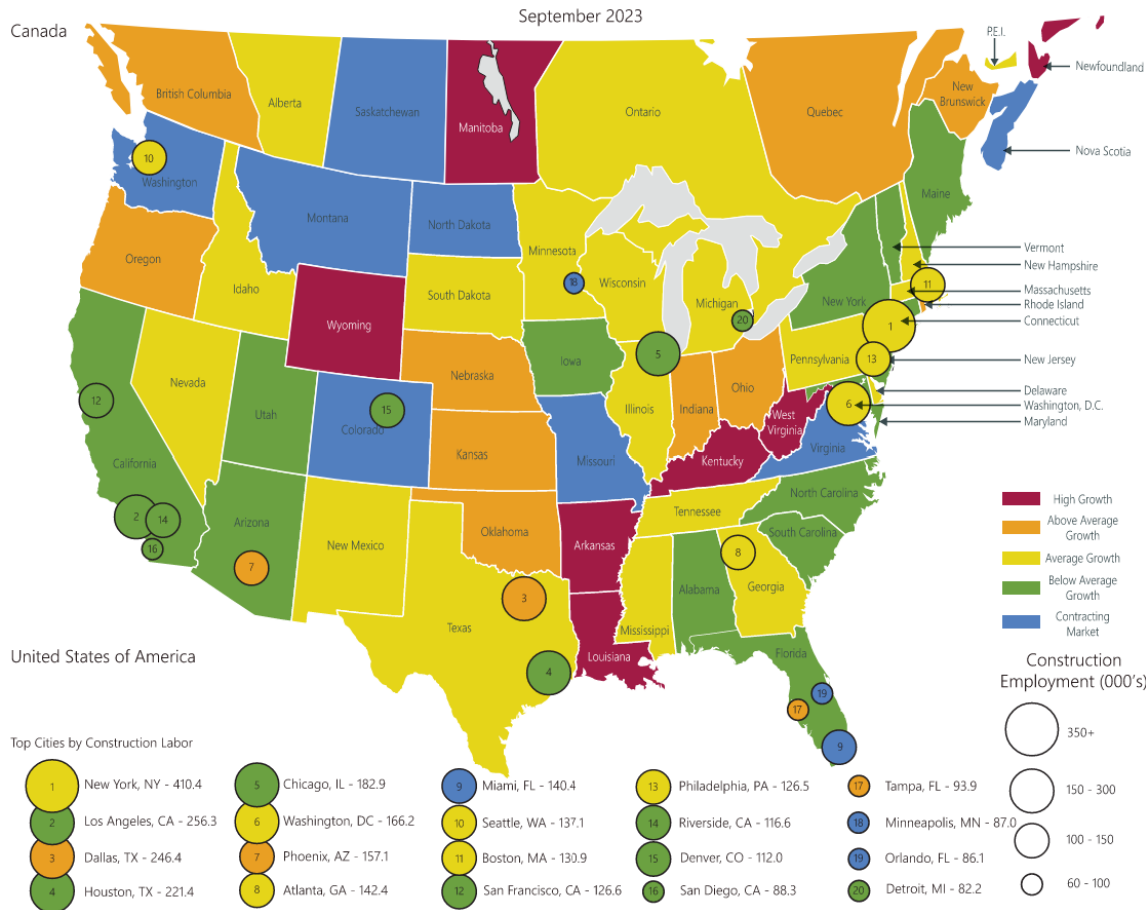 September 2023
Canada
P.E.I.
Newfoundland
British Columbia
Alberta
Saskatchewan
Manitoba
Ontario
Quebec
New
Brunswick
Nova Scotia
10
Washington
Montana
North Dakota
Minnesota
18
Wisconsin
Michigan
20
Maine
Vermont
New Hampshire
11
Massachusetts
Rhode Island
Connecticut
Oregon
Idaho
Wyoming
South Dakota
New York
1
Pennsylvania
13
New Jersey
Delaware
Washington, D.C.
Maryland
Nevada
Utah
Nebraska
Iowa
5
Illinois
Indiana
Ohio
West
Virginia
6
12
15
Colorado
Kansas
Missouri
Kentucky
Virginia
California
2
14
16
Arizona
7
New Mexico
Oklahoma
Arkansas
Tennessee
North Carolina
South Carolina
8
Georgia
Alabama
Mississippi
Texas
3
4
Louisiana
Florida
19
17
9
High Growth
Above Average
Growth
Average Growth
Below Average
Growth
Contracting
Market
United States of America
Construction
Employment (000's)
350+
150 - 300
100 - 150
60 - 100
Top Cities by Construction Labor
1 New York, NY - 410.4
2 Los Angeles, CA - 256.3
3 Dallas, TX - 246.4
4 Houston, TX - 221.4
5 Chicago, IL - 182.9
6 Washington, DC - 166.2
7 Phoenix, AZ - 157.1
8 Atlanta, GA - 142.4
9 Miami, FL - 140.4
10 Seattle, WA - 137.1
11 Boston, MA - 130.9
12 San Francisco, CA - 126.6
13 Philadelphia, PA - 126.5
14 Riverside, CA - 116.6
15 Denver, CO - 112.0
16 San Diego, CA - 88.3
17 Tampa, FL - 93.9
18 Minneapolis, MN - 87.0
19 Orlando, FL - 86.1
20 Detroit, MI - 82.2